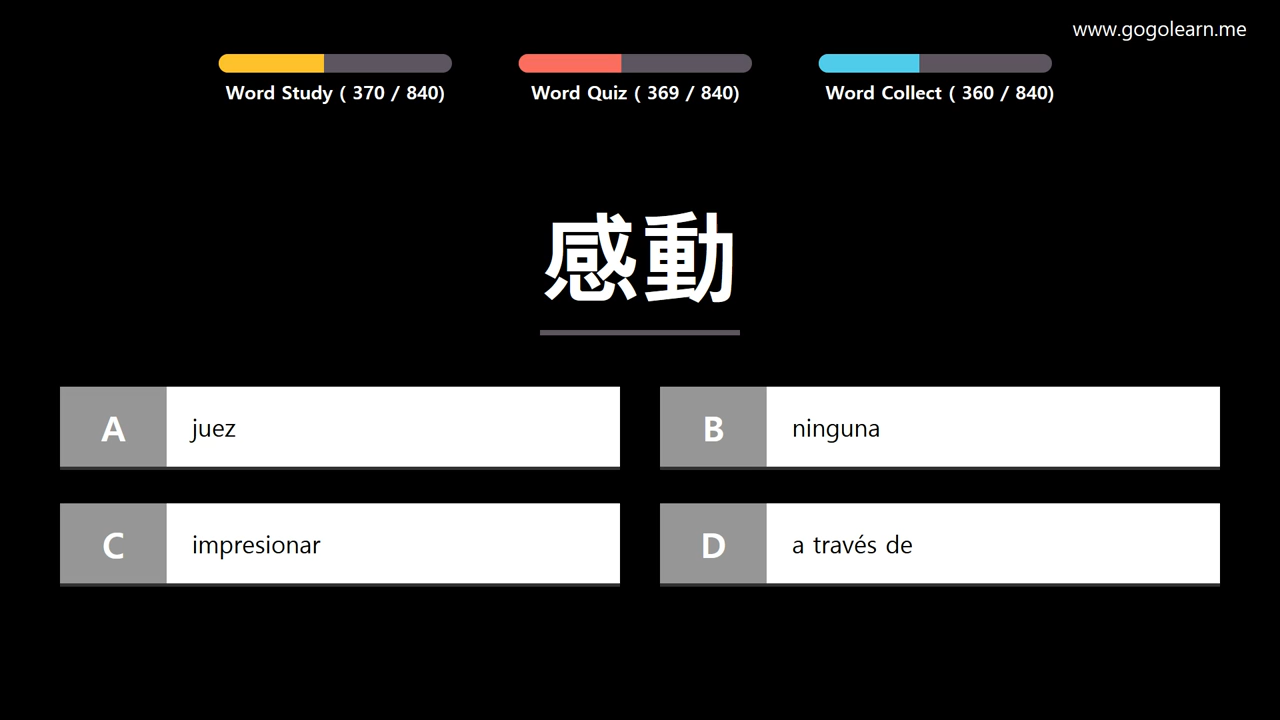 www.gogolearn.me
Word Study ( 370 / 840)
Word Quiz ( 369 / 840)
Word Collect ( 360 / 840)
感動
A juez
B ninguna
C impresionar
D a través de